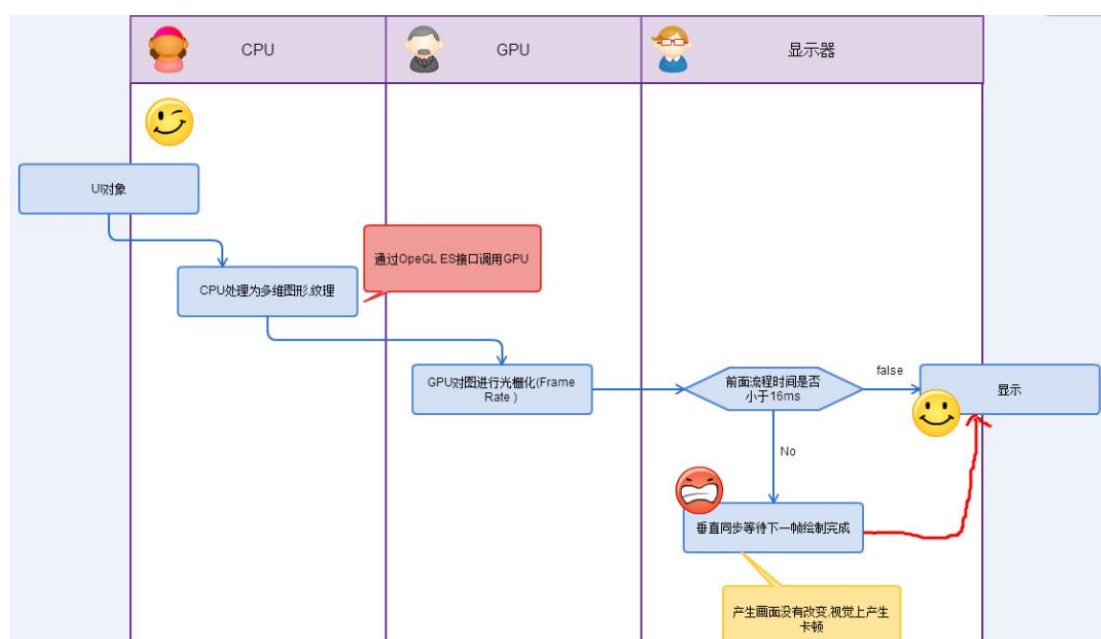 CPU
GPU
显示器
UI对象
通过OpeGL ES接口调用GPU
CPU处理为多维图形,纹理
GPU对图进行光栅化(Frame
Rate )
前面流程时间是否
小于16ms
false
显示
No
垂直同步等待下一帧绘制完成
产生画面没有改变,视觉上产生
卡顿